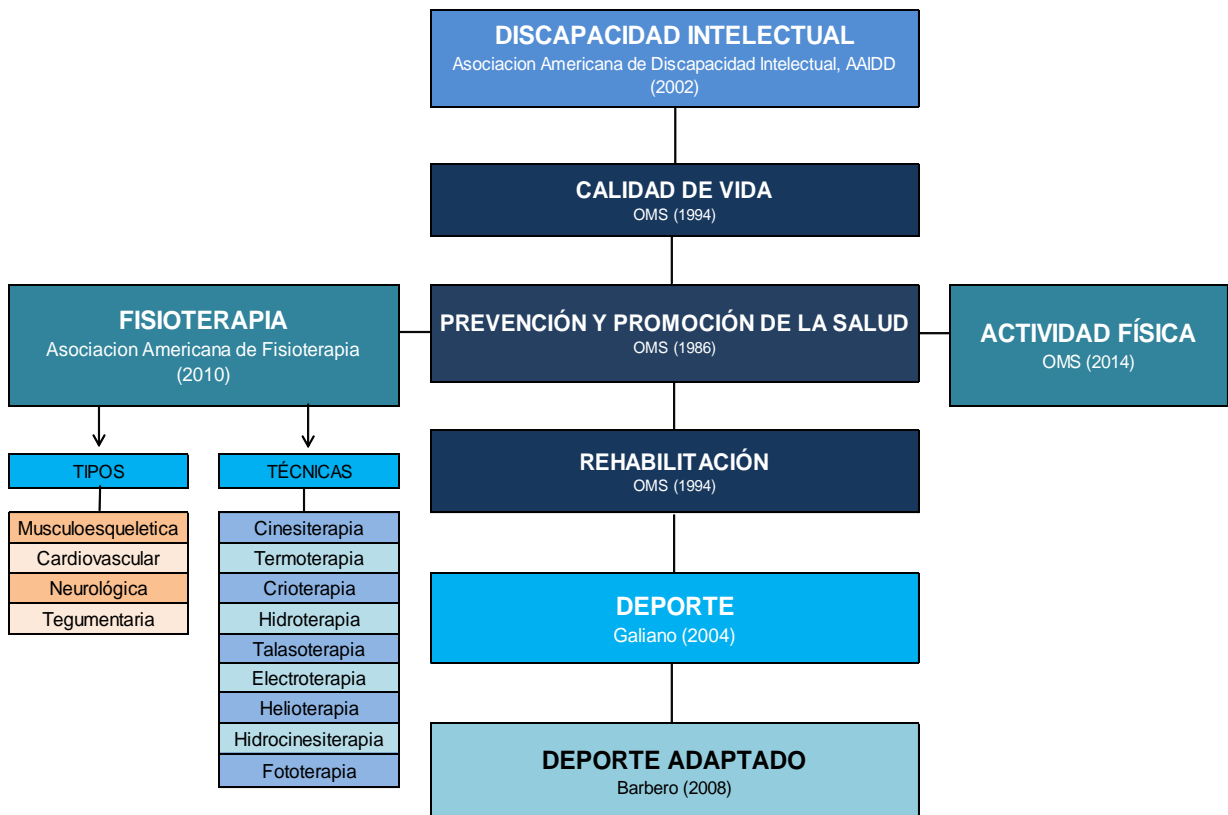 DISCAPACIDAD INTELECTUAL
Asociacion Americana de Discapacidad Intelectual, AAIDD
(2002)
CALIDAD DE VIDA
OMS (1994)
FISIOTERAPIA
Asociacion Americana de Fisioterapia
(2010)
PREVENCIÓN Y PROMOCIÓN DE LA SALUD
OMS (1986)
ACTIVIDAD FÍSICA
OMS (2014)
TIPOS
Musculoesqueletica
Cardiovascular
Neurológica
Tegumentaria
TÉCNICAS
Cinesiterapia
Termoterapia
Crioterapia
Hidroterapia
Talasoterapia
Electroterapia
Helioterapia
Hidrocinesiterapia
Fototerapia
REHABILITACIÓN
OMS (1994)
DEPORTE
Galiano (2004)
DEPORTE ADAPTADO
Barbero (2008)